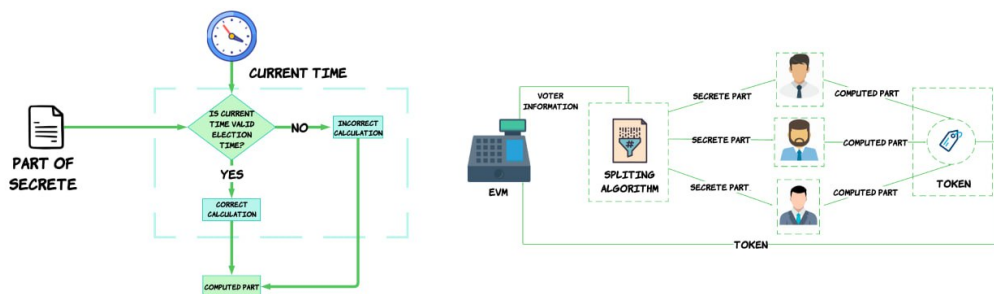 CURRENT TIME
IS CURRENT
TIME VALID
ELECTION
TIME?
NO
INCORRECT
CALCULATION
PART OF
SECRETE
YES
CORRECT
CALCULATION
COMPUTED PART
VOTER
INFORMATION
EVM
SPLITING
ALGORITHM
SECRETE PART
SECRETE PART
SECRETE PART
COMPUTED PART
COMPUTED PART
COMPUTED PART
TOKEN
TOKEN